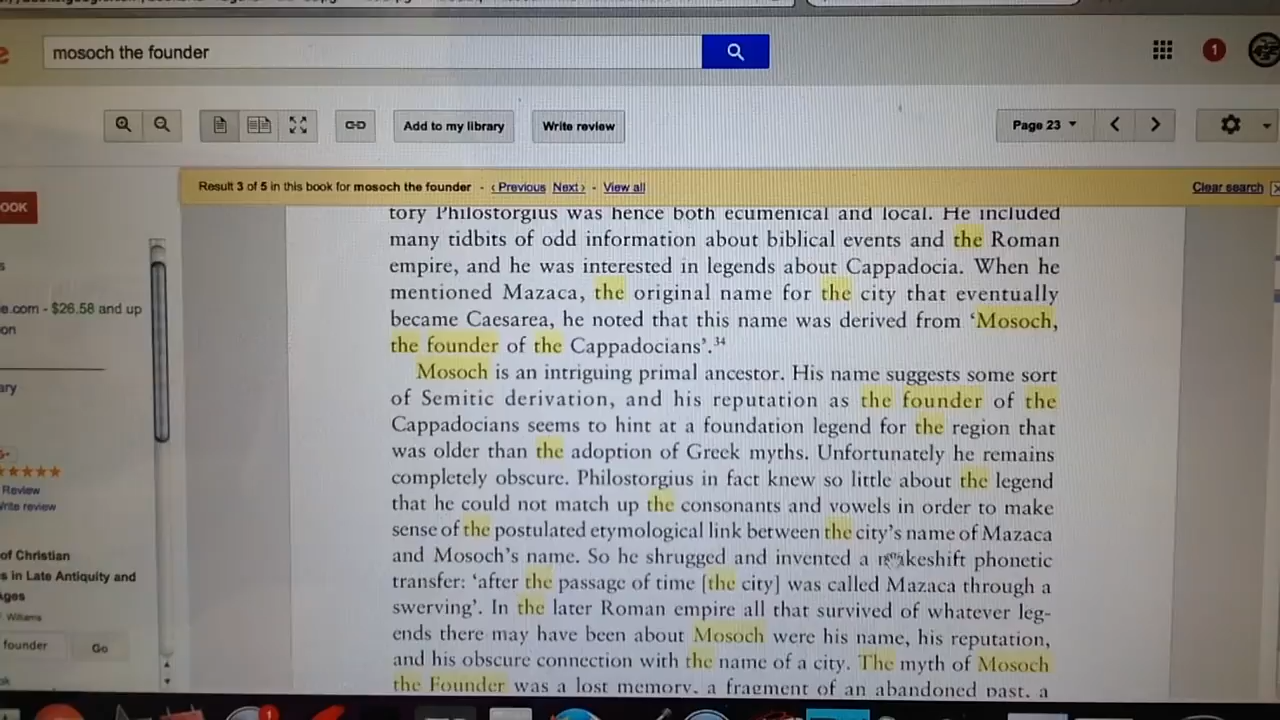 mosoch the founder
1
Add to my library
Write review
Page 23
Result 3 of 5 in this book for mosoch the founder - ‹ Previous Next › - View all
Clear search
OOK
tory Philostorgius was hence both ecumenical and local. He included
many tidbits of odd information about biblical events and the Roman
empire, and he was interested in legends about Cappadocia. When he
mentioned Mazaca, the original name for the city that eventually
became Caesarea, he noted that this name was derived from ‘Mosoch,
the founder of the Cappadocians’.34
Mosoch is an intriguing primal ancestor. His name suggests some sort
of Semitic derivation, and his reputation as the founder of the
Cappadocians seems to hint at a foundation legend for the region that
was older than the adoption of Greek myths. Unfortunately he remains
completely obscure. Philostorgius in fact knew so little about the legend
that he could not match up the consonants and vowels in order to make
sense of the postulated etymological link between the city’s name of Mazaca
and Mosoch’s name. So he shrugged and invented a makeshift phonetic
transfer: ‘after the passage of time [the city] was called Mazaca through a
swerving’. In the later Roman empire all that survived of whatever leg-
ends there may have been about Mosoch were his name, his reputation,
and his obscure connection with the name of a city. The myth of Mosoch
the Founder was a lost memory, a fragment of an abandoned past, a
s
e.com - $26.58 and up
on
ary
Review
Write review
of Christian
s in Late Antiquity and
Ages
Williams
founder
Go
1